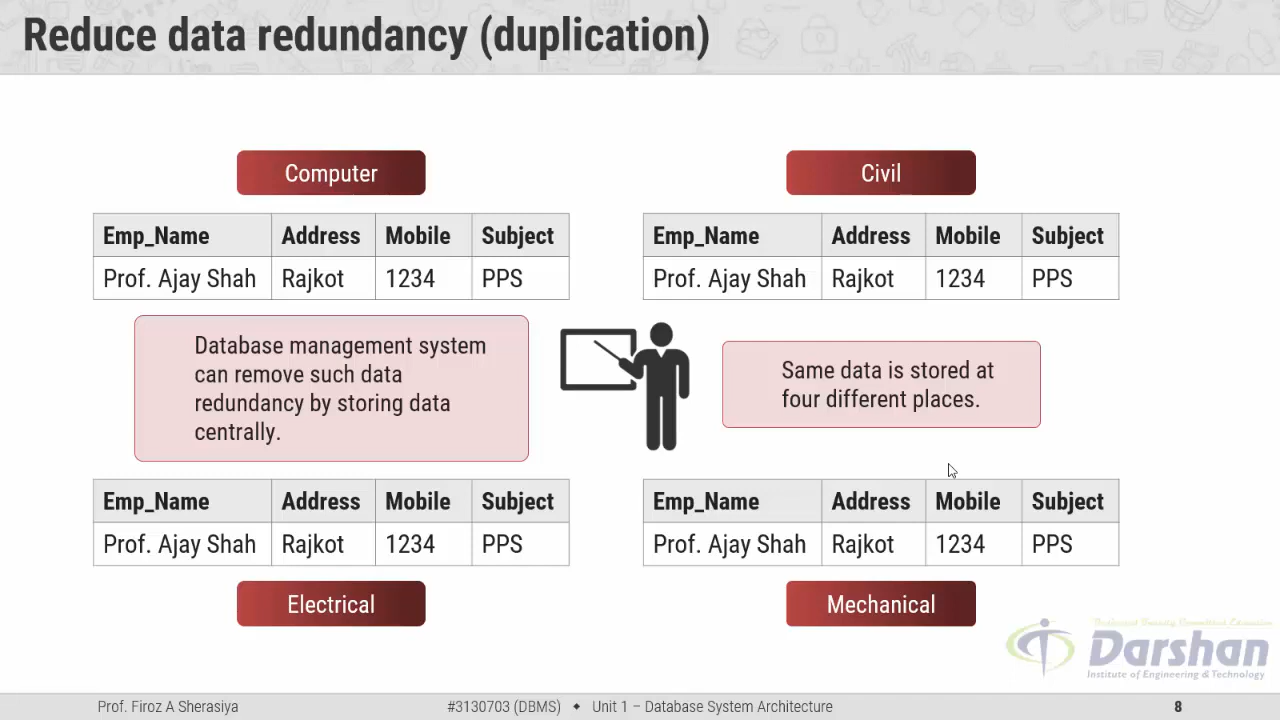 Reduce data redundancy (duplication)
Computer
Emp_Name Address Mobile Subject
Prof. Ajay Shah Rajkot 1234 PPS
Civil
Emp_Name Address Mobile Subject
Prof. Ajay Shah Rajkot 1234 PPS
Database management system
can remove such data
redundancy by storing data
centrally.
Same data is stored at
four different places.
Emp_Name Address Mobile Subject
Prof. Ajay Shah Rajkot 1234 PPS
Electrical
Emp_Name Address Mobile Subject
Prof. Ajay Shah Rajkot 1234 PPS
Mechanical
Darshan
Institute of Engineering & Technology
Prof. Firoz A Sherasiya
#3130703 (DBMS) ◆ Unit 1 – Database System Architecture
8